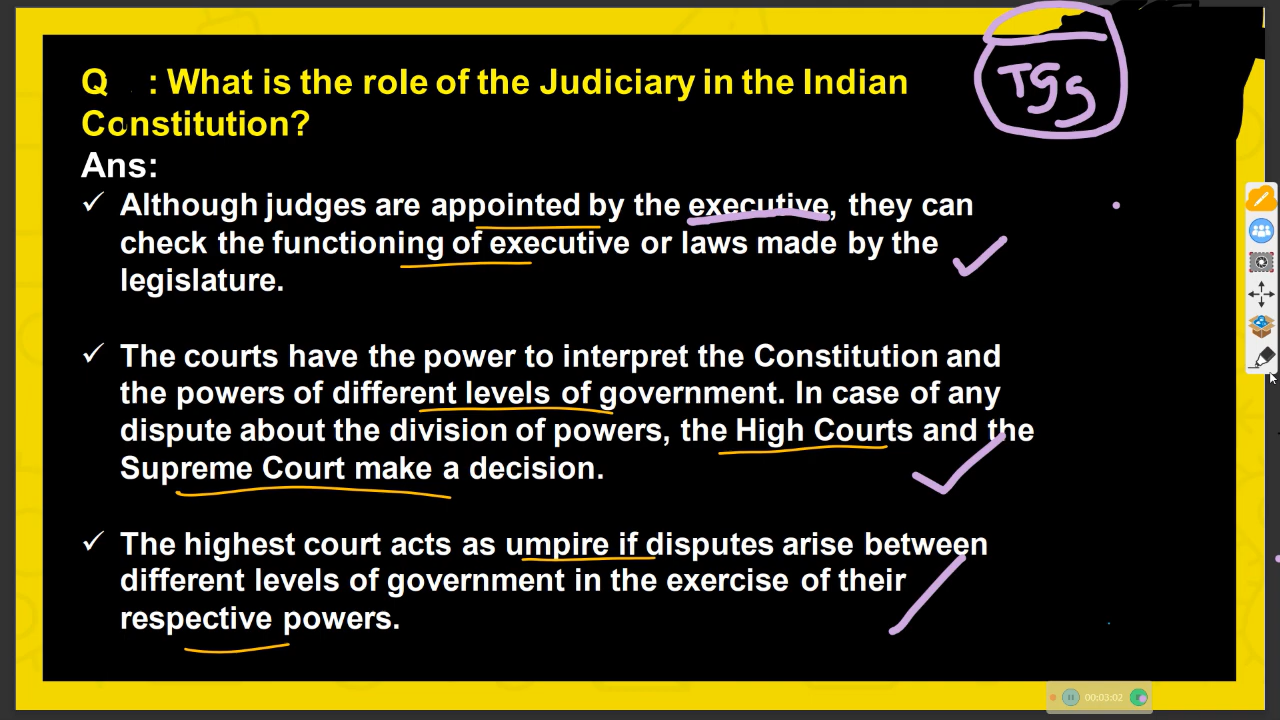 Q : What is the role of the Judiciary in the Indian
Constitution?
TGS
Ans:
✓ Although judges are appointed by the executive, they can
check the functioning of executive or laws made by the
legislature.
✓ The courts have the power to interpret the Constitution and
the powers of different levels of government. In case of any
dispute about the division of powers, the High Courts and the
Supreme Court make a decision.
✓ The highest court acts as umpire if disputes arise between
different levels of government in the exercise of their
respective powers.
00:03:02